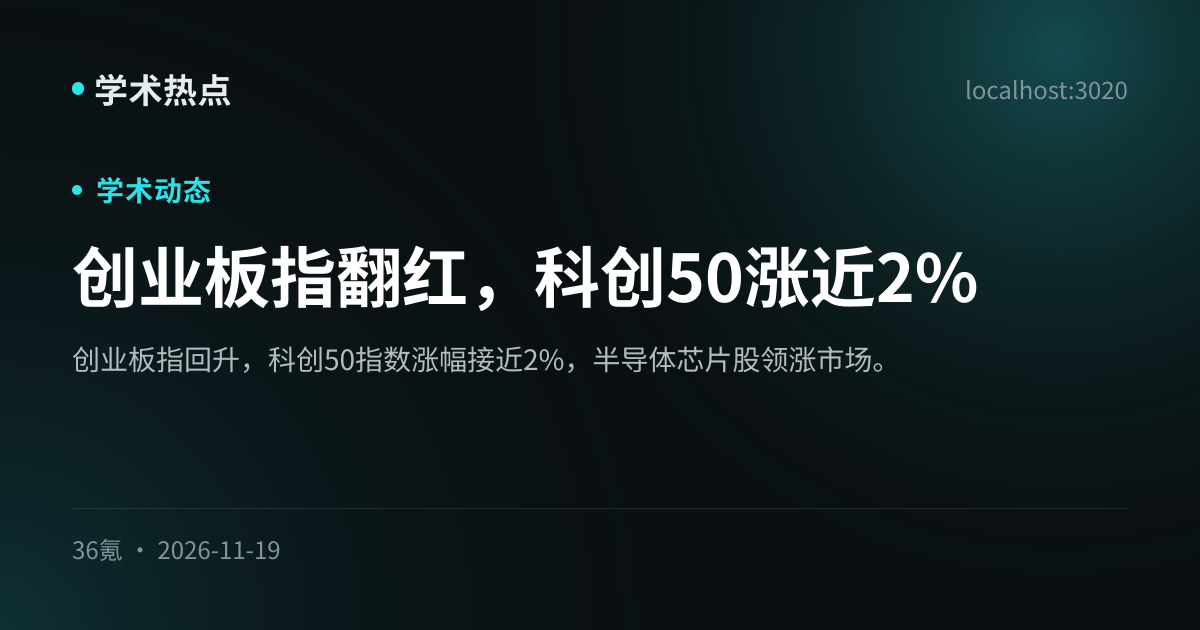 学术热点
localhost:3020
学术动态
创业板指翻红，科创50涨近2%
创业板指回升，科创50指数涨幅接近2%，半导体芯片股领涨市场。
36氪 · 2026-11-19